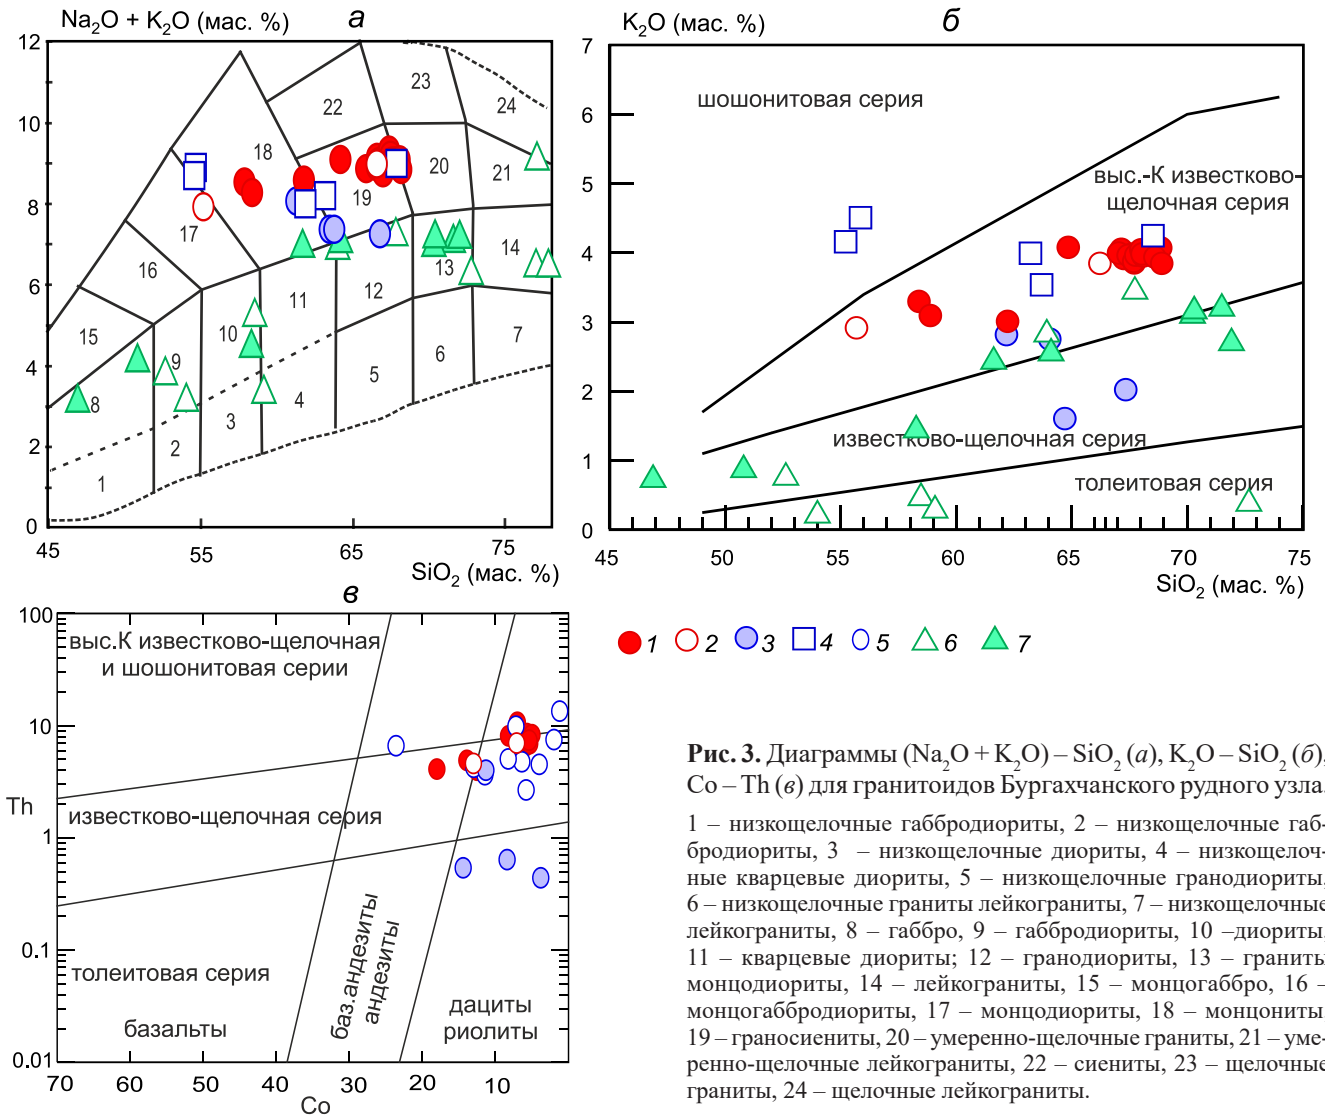 Na₂O + K₂O (мас. %)
а
12
10
8
6
4
2
0
45
55
65
75
SiO₂ (мас. %)
1
2
3
4
5
6
7
8
9
10
11
12
13
14
15
16
17
18
19
20
21
22
23
24
K₂O (мас. %)
б
7
6
5
4
3
2
1
0
45
50
55
60
65
70
75
SiO₂ (мас. %)
шошонитовая серия
выс.-К известково-
щелочная серия
известково-щелочная серия
толеитовая серия
в
100
10
1
0.1
0.01
Th
70
60
50
40
30
20
10
Co
выс.К известково-щелочная
и шошонитовая серии
известково-щелочная серия
толеитовая серия
базальты
баз.андезиты
андезиты
дациты
риолиты
1 2 3 4 5 6 7
Рис. 3. Диаграммы (Na₂O + K₂O) – SiO₂ (а), K₂O – SiO₂ (б),
Co – Th (в) для гранитоидов Бургахчанского рудного узла.
1 – низкощелочные габбродиориты, 2 – низкощелочные габ-
бродиориты, 3 – низкощелочные диориты, 4 – низкощелоч-
ные кварцевые диориты, 5 – низкощелочные гранодиориты,
6 – низкощелочные граниты лейкограниты, 7 – низкощелочные
лейкограниты, 8 – габбро, 9 – габбродиориты, 10 –диориты,
11 – кварцевые диориты; 12 – гранодиориты, 13 – граниты
монцодиориты, 14 – лейкограниты, 15 – монцогаббро, 16 –
монцогаббродиориты, 17 – монцодиориты, 18 – монцониты,
19 – граносиениты, 20 – умеренно-щелочные граниты, 21 – уме-
ренно-щелочные лейкограниты, 22 – сиениты, 23 – щелочные
граниты, 24 – щелочные лейкограниты.